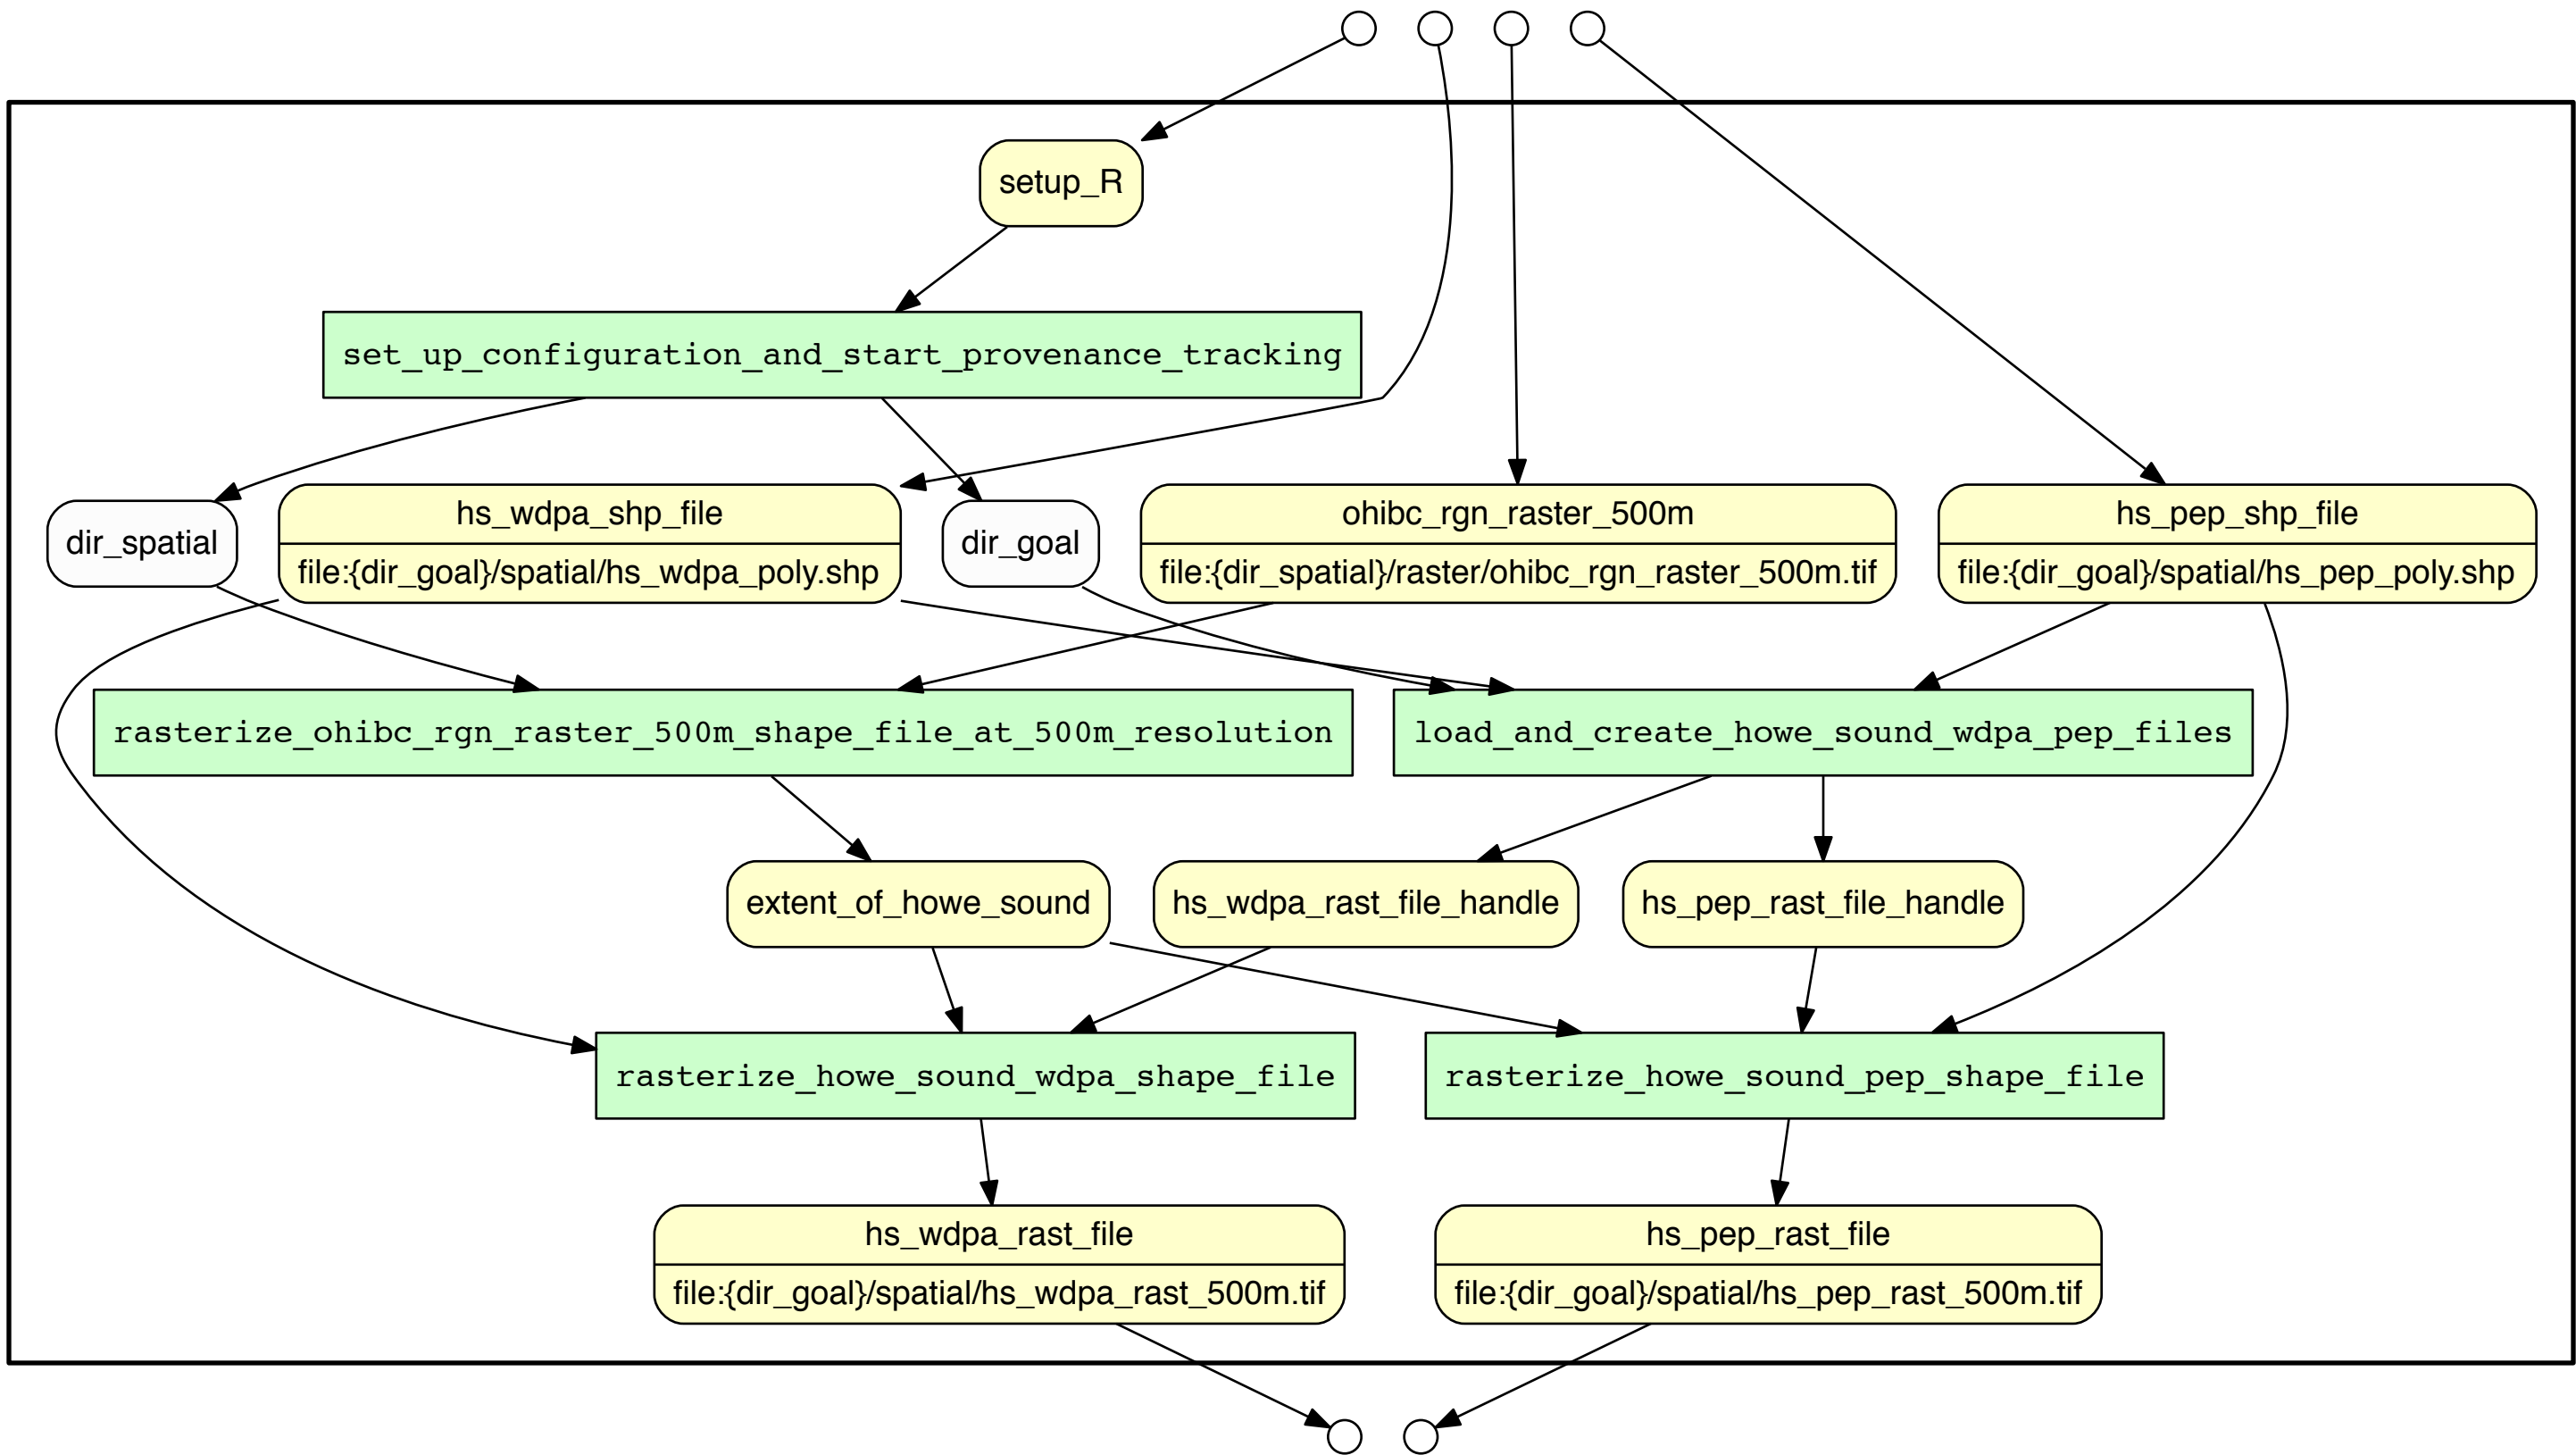 setup_R
set_up_configuration_and_start_provenance_tracking
dir_spatial
hs_wdpa_shp_file
file:{dir_goal}/spatial/hs_wdpa_poly.shp
dir_goal
ohibc_rgn_raster_500m
file:{dir_spatial}/raster/ohibc_rgn_raster_500m.tif
hs_pep_shp_file
file:{dir_goal}/spatial/hs_pep_poly.shp
rasterize_ohibc_rgn_raster_500m_shape_file_at_500m_resolution
load_and_create_howe_sound_wdpa_pep_files
extent_of_howe_sound
hs_wdpa_rast_file_handle
hs_pep_rast_file_handle
rasterize_howe_sound_wdpa_shape_file
rasterize_howe_sound_pep_shape_file
hs_wdpa_rast_file
file:{dir_goal}/spatial/hs_wdpa_rast_500m.tif
hs_pep_rast_file
file:{dir_goal}/spatial/hs_pep_rast_500m.tif